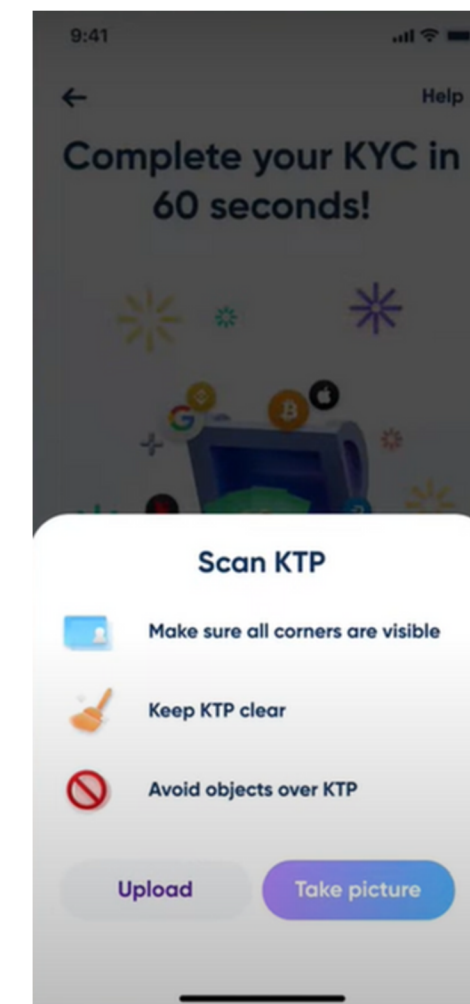 9:41
Help
Complete your KYC in
60 seconds!
Scan KTP
Make sure all corners are visible
Keep KTP clear
Avoid objects over KTP
Upload
Take picture